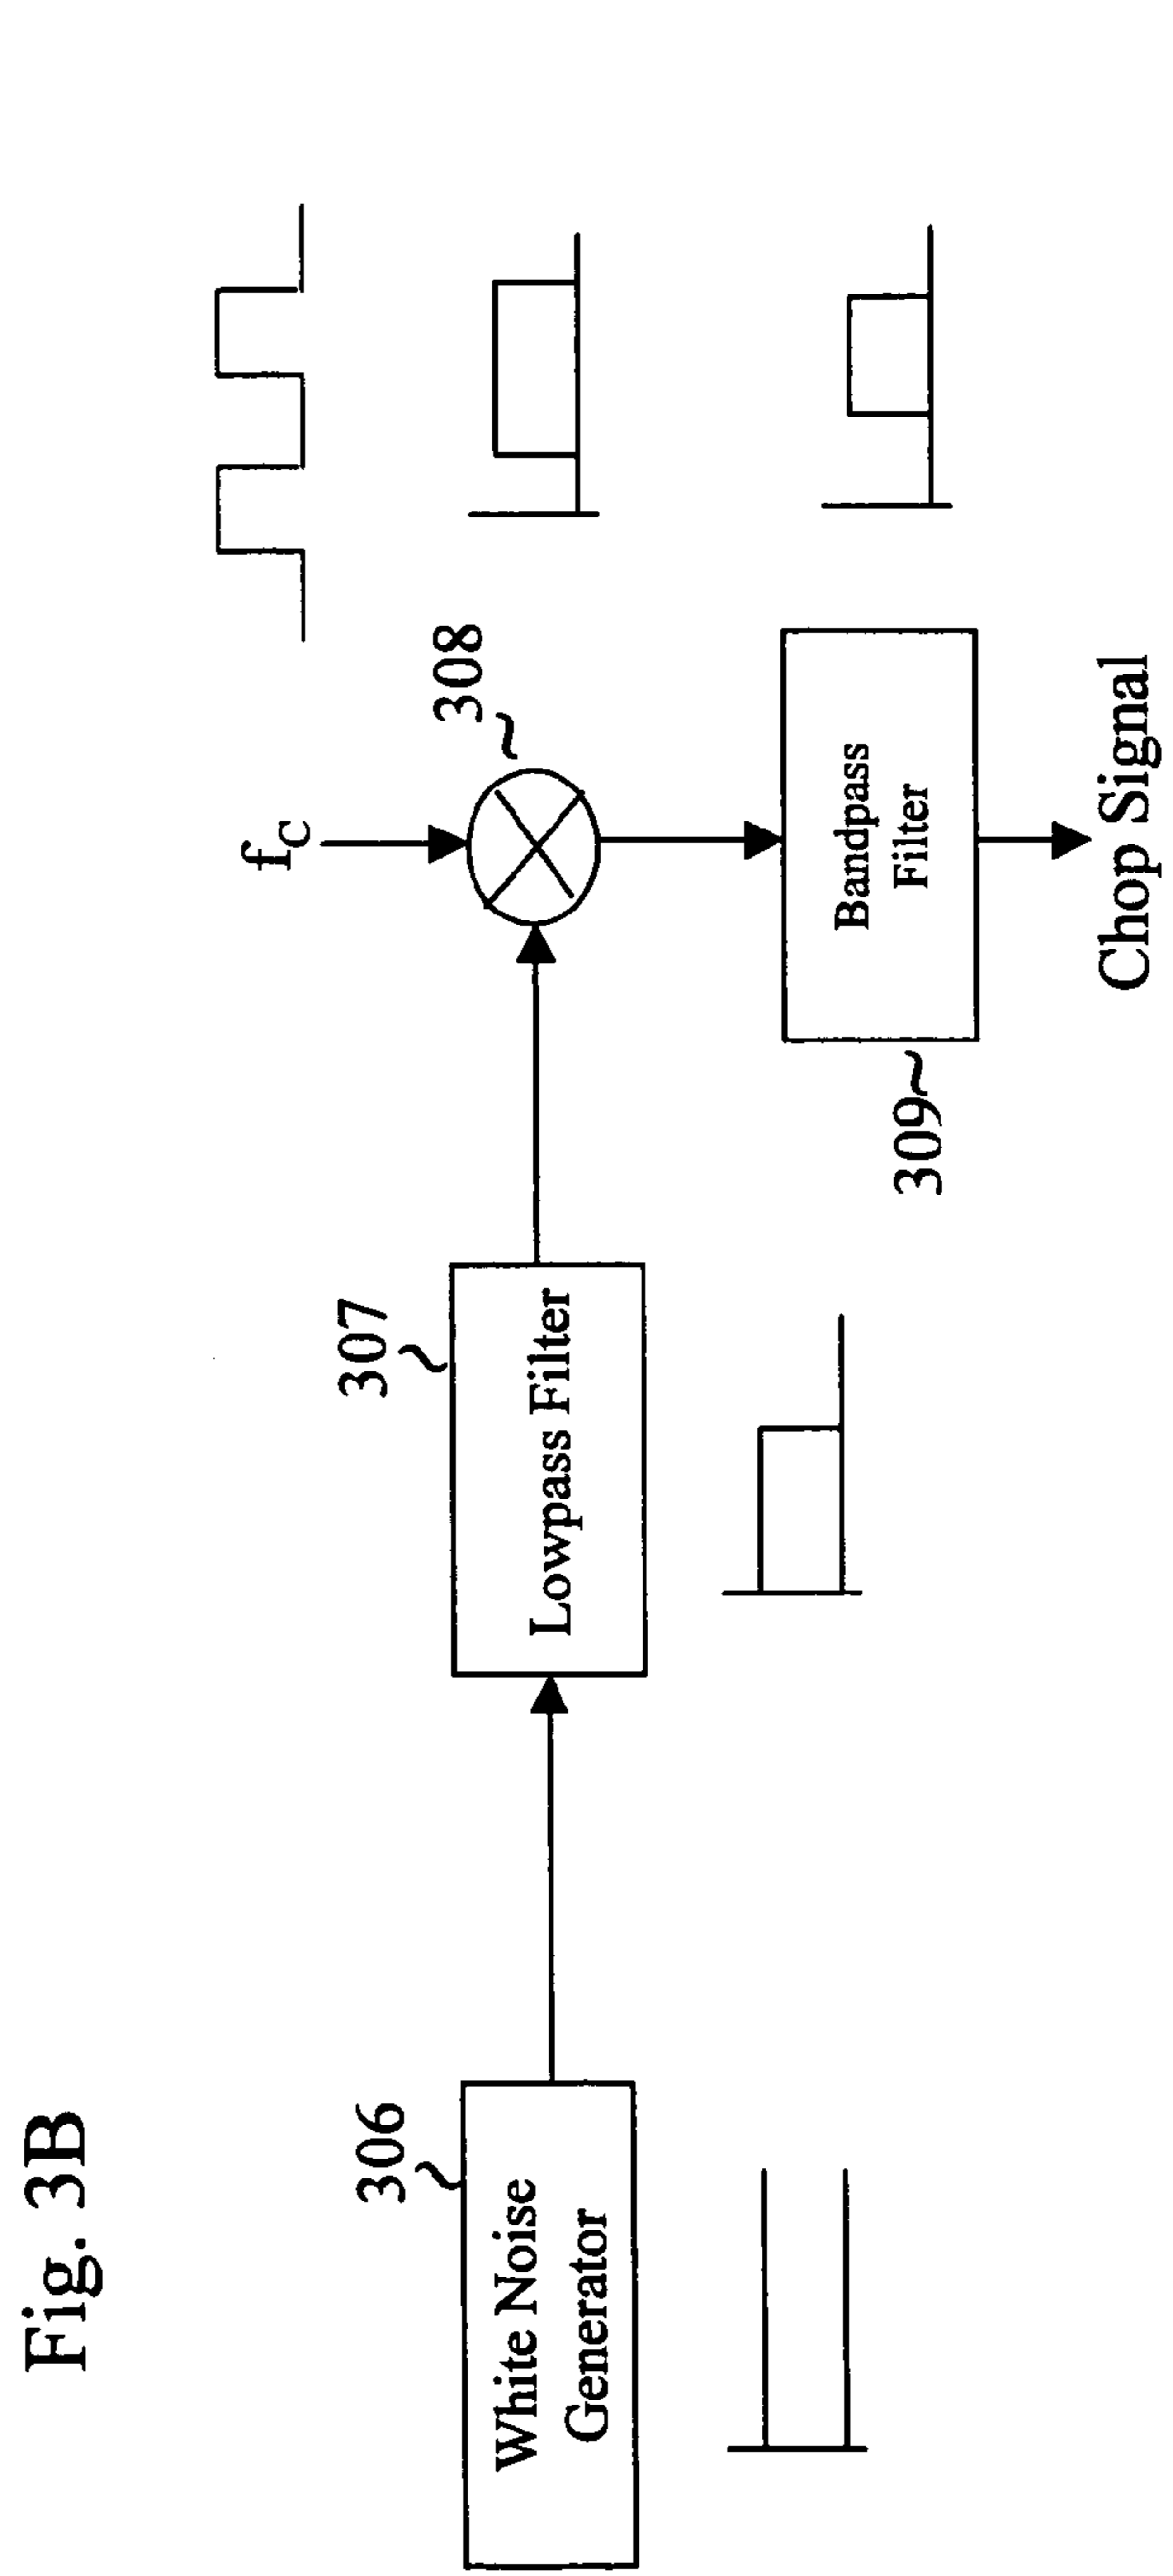 Fig. 3B
306
White Noise
Generator
307
Lowpass Filter
f_C
308
309
Bandpass
Filter
Chop Signal